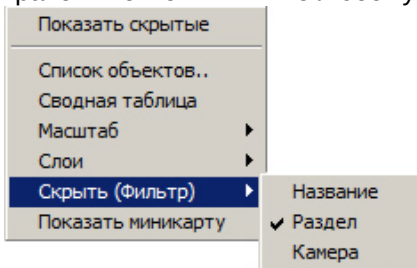 Показать скрытые
Список объектов..
Сводная таблица
Масштаб
Слои
Скрыть (Фильтр)
Показать миникарту
Название
Раздел
Камера